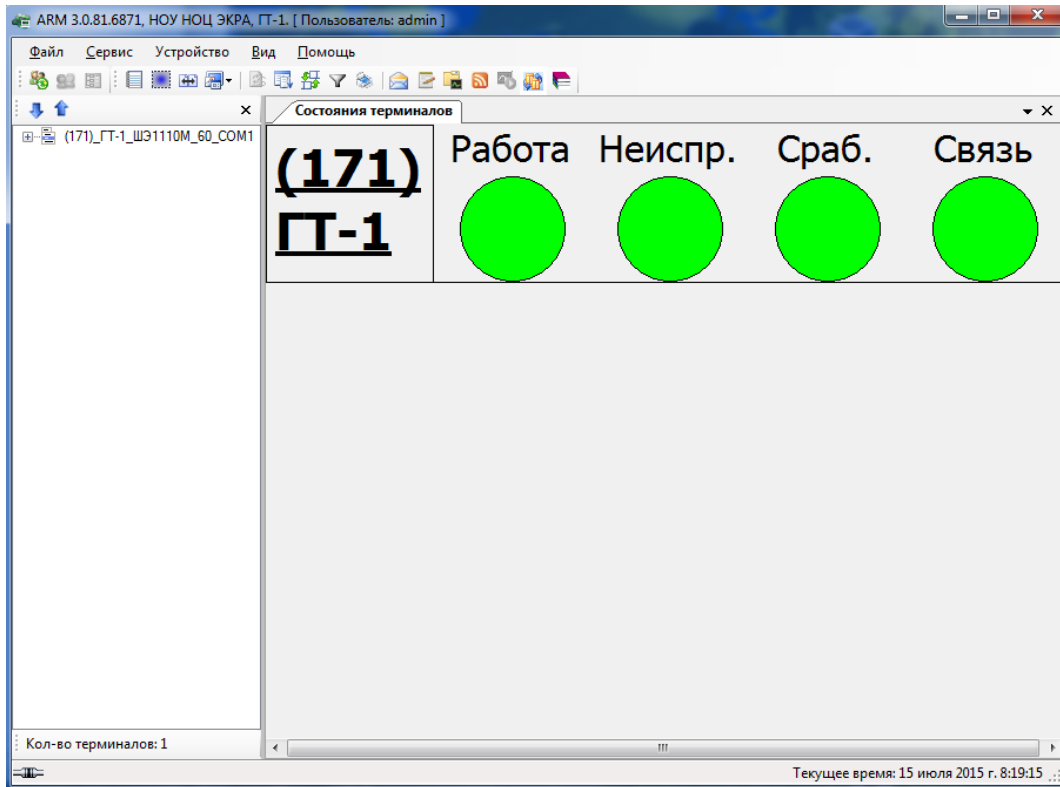 ARM 3.0.81.6871, НОУ НОЦ ЭКРА, ГТ-1. [ Пользователь: admin ]
Файл Сервис Устройство Вид Помощь
Состояния терминалов
(171)_ГТ-1_ШЭ1110М_60_COM1
(171)
ГТ-1
Работа Неиспр. Сраб. Связь
Кол-во терминалов: 1
Текущее время: 15 июля 2015 г. 8:19:15